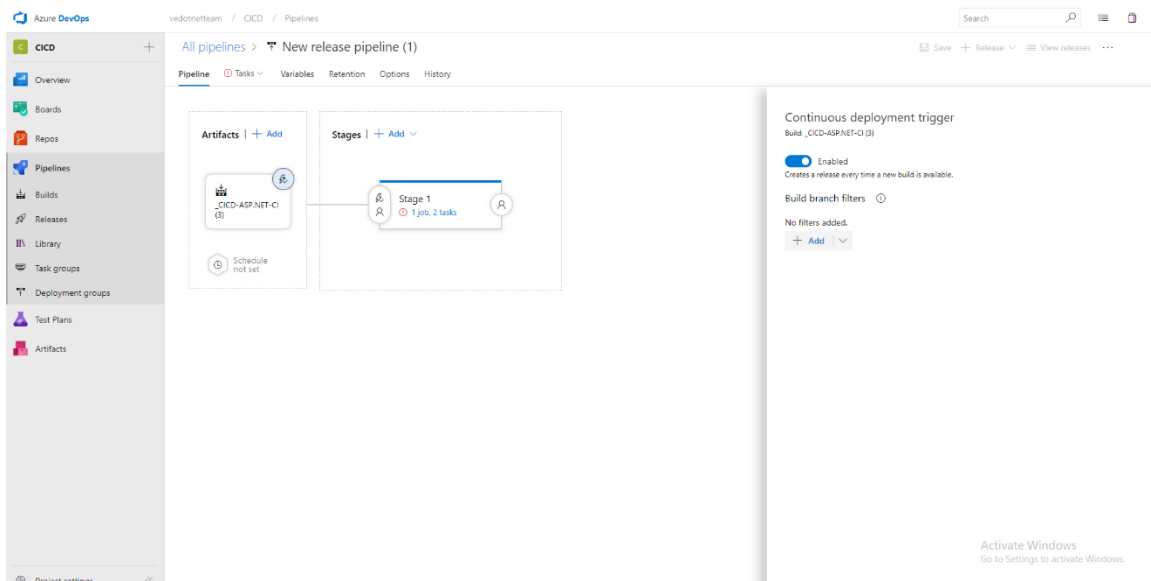 Azure DevOps
vedotnetteam / CICD / Pipelines
Search
C CICD
All pipelines > New release pipeline (1)
Save + Release View releases ...
Pipeline Tasks Variables Retention Options History
Overview
Boards
Repos
Pipelines
Builds
Releases
Library
Task groups
Deployment groups
Test Plans
Artifacts
Project settings
Artifacts | + Add
Stages | + Add
_CICD-ASP.NET-CI
(3)
Schedule
not set
Stage 1
1 job, 2 tasks
Continuous deployment trigger
Build: _CICD-ASP.NET-CI (3)
Enabled
Creates a release every time a new build is available.
Build branch filters
No filters added.
+ Add
Activate Windows
Go to Settings to activate Windows.